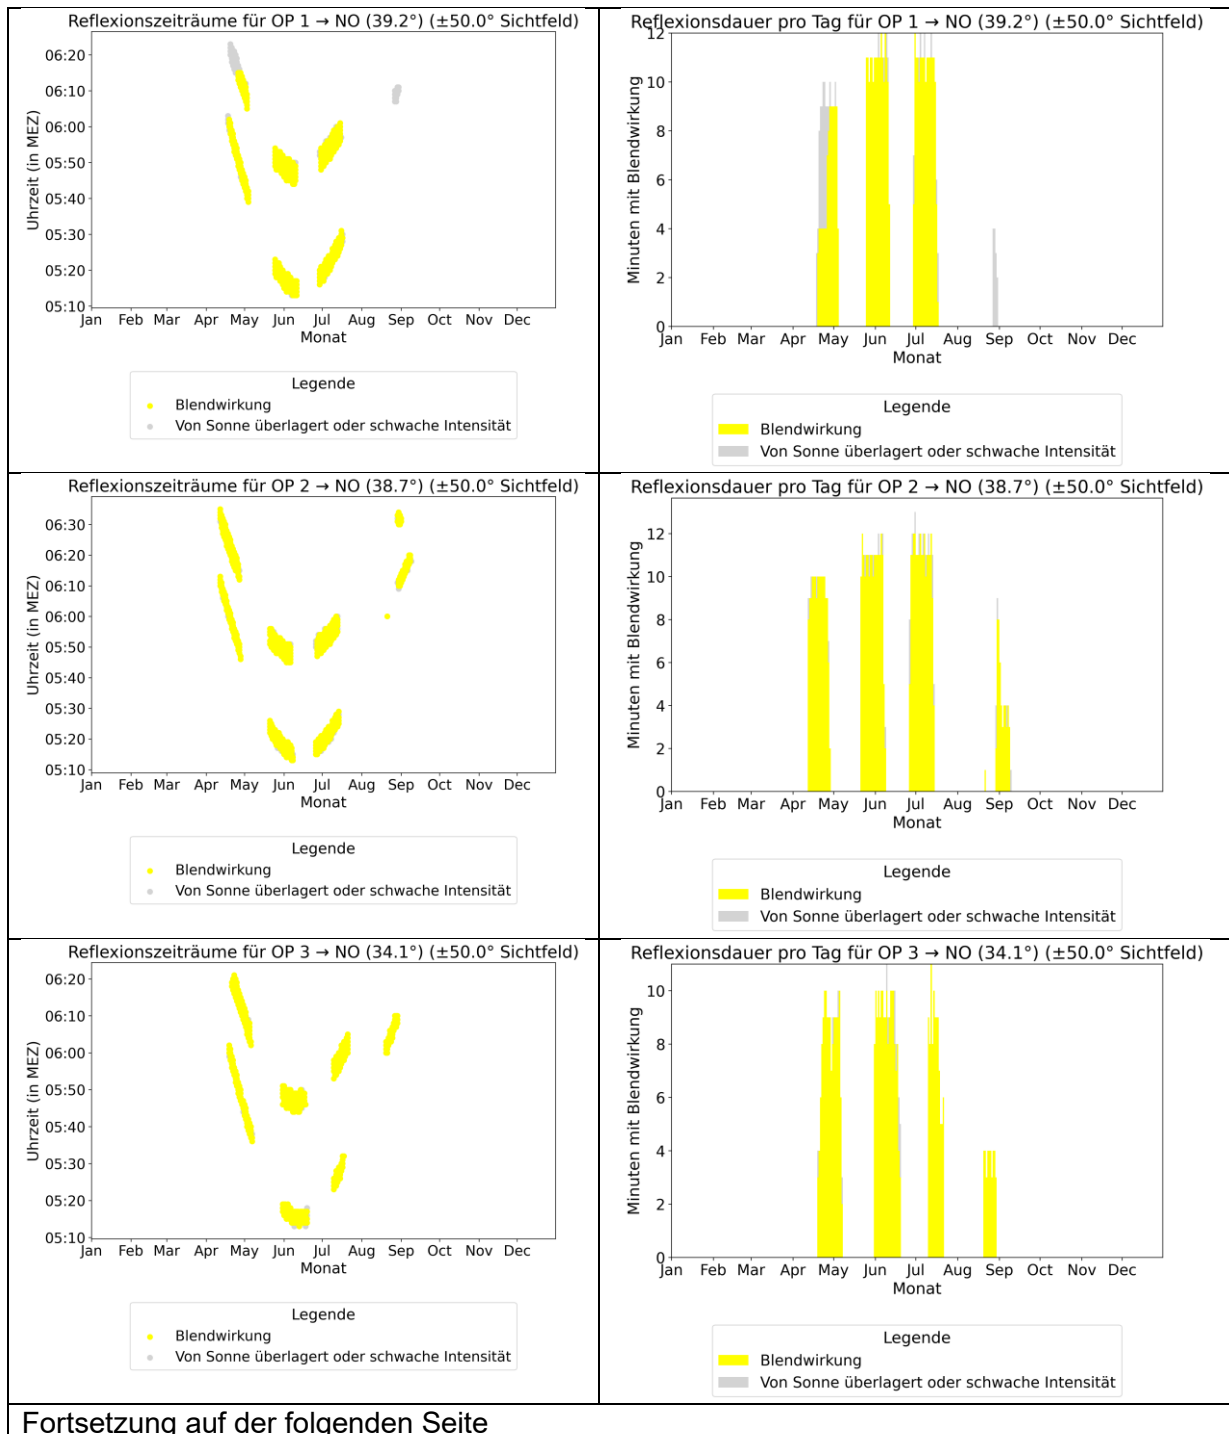 Reflexionszeiträume für OP 1 → NO (39.2°) (±50.0° Sichtfeld)
Uhrzeit (in MEZ)
06:20
06:10
06:00
05:50
05:40
05:30
05:20
05:10
Jan Feb Mar Apr May Jun Jul Aug Sep Oct Nov Dec
Monat
Legende
Blendwirkung
Von Sonne überlagert oder schwache Intensität
Reflexionsdauer pro Tag für OP 1 → NO (39.2°) (±50.0° Sichtfeld)
Minuten mit Blendwirkung
12
10
8
6
4
2
0
Jan Feb Mar Apr May Jun Jul Aug Sep Oct Nov Dec
Monat
Legende
Blendwirkung
Von Sonne überlagert oder schwache Intensität
Reflexionszeiträume für OP 2 → NO (38.7°) (±50.0° Sichtfeld)
Uhrzeit (in MEZ)
06:30
06:20
06:10
06:00
05:50
05:40
05:30
05:20
05:10
Jan Feb Mar Apr May Jun Jul Aug Sep Oct Nov Dec
Monat
Legende
Blendwirkung
Von Sonne überlagert oder schwache Intensität
Reflexionsdauer pro Tag für OP 2 → NO (38.7°) (±50.0° Sichtfeld)
Minuten mit Blendwirkung
12
10
8
6
4
2
0
Jan Feb Mar Apr May Jun Jul Aug Sep Oct Nov Dec
Monat
Legende
Blendwirkung
Von Sonne überlagert oder schwache Intensität
Reflexionszeiträume für OP 3 → NO (34.1°) (±50.0° Sichtfeld)
Uhrzeit (in MEZ)
06:20
06:10
06:00
05:50
05:40
05:30
05:20
05:10
Jan Feb Mar Apr May Jun Jul Aug Sep Oct Nov Dec
Monat
Legende
Blendwirkung
Von Sonne überlagert oder schwache Intensität
Reflexionsdauer pro Tag für OP 3 → NO (34.1°) (±50.0° Sichtfeld)
Minuten mit Blendwirkung
10
8
6
4
2
0
Jan Feb Mar Apr May Jun Jul Aug Sep Oct Nov Dec
Monat
Legende
Blendwirkung
Von Sonne überlagert oder schwache Intensität
Fortsetzung auf der folgenden Seite